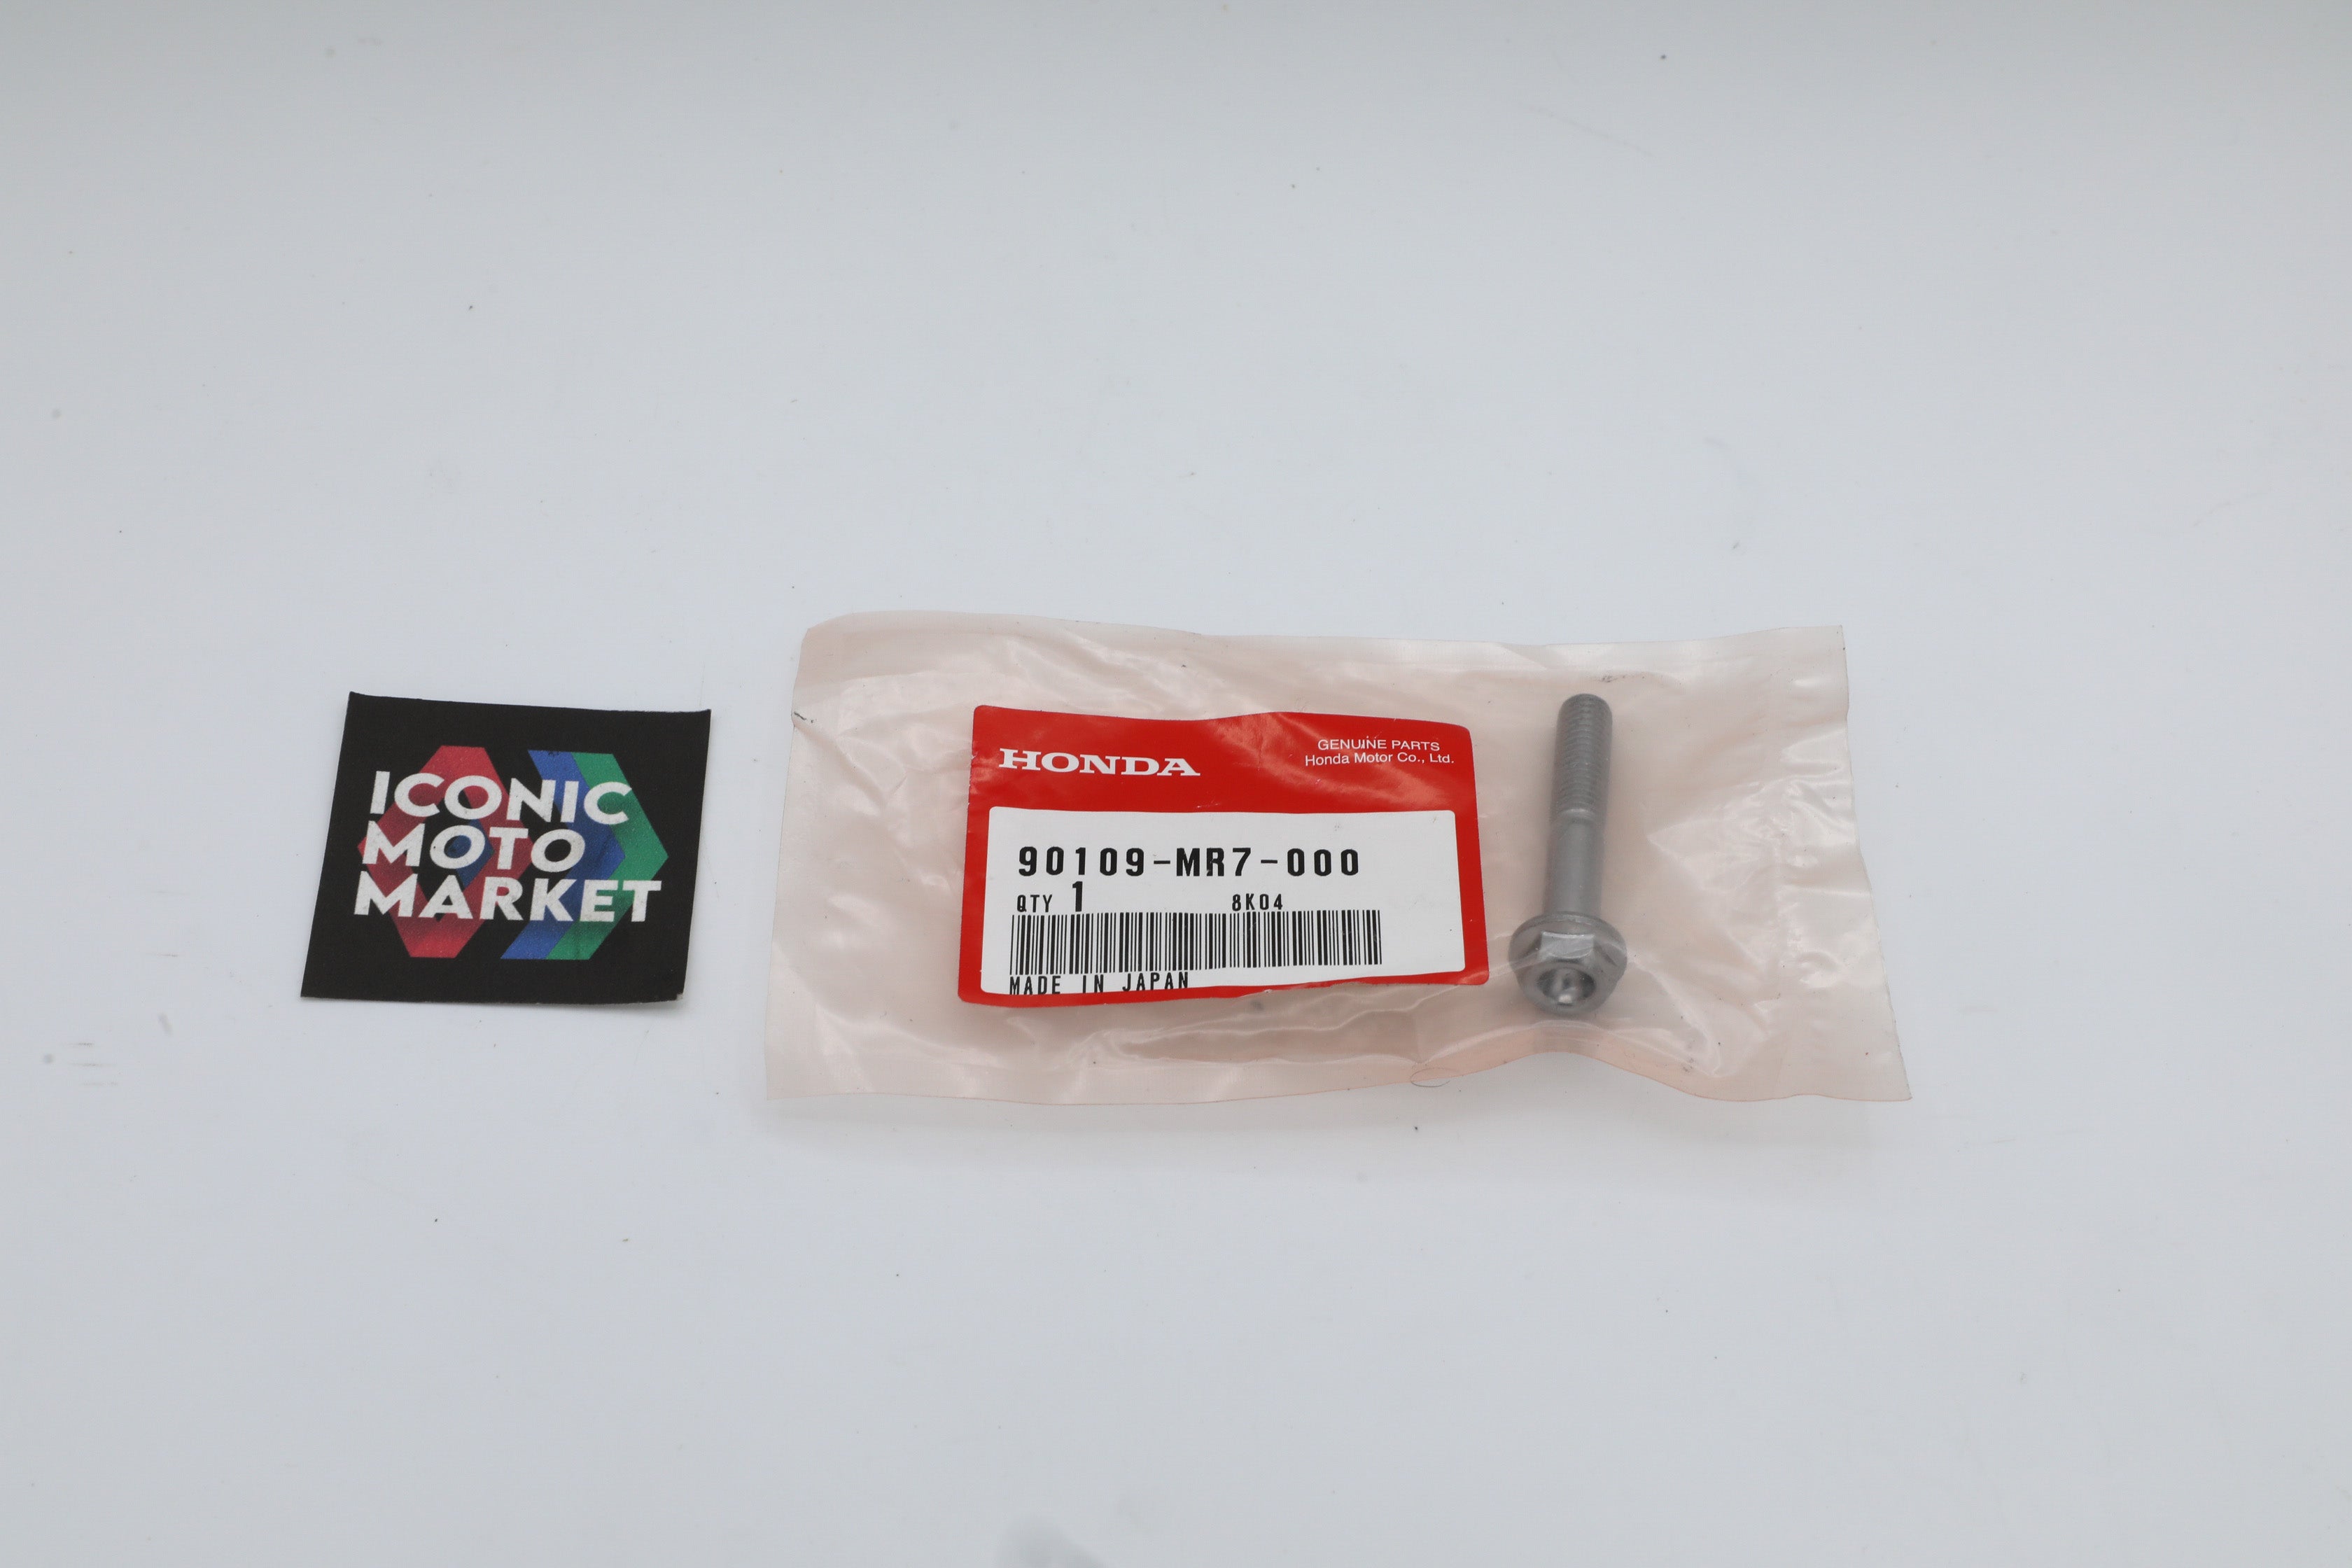 ICONIC
MOTO
MARKET
HONDA
GENUINE PARTS
Honda Motor Co., Ltd.
90109-MR7-000
QTY 1 8K04
MADE IN JAPAN